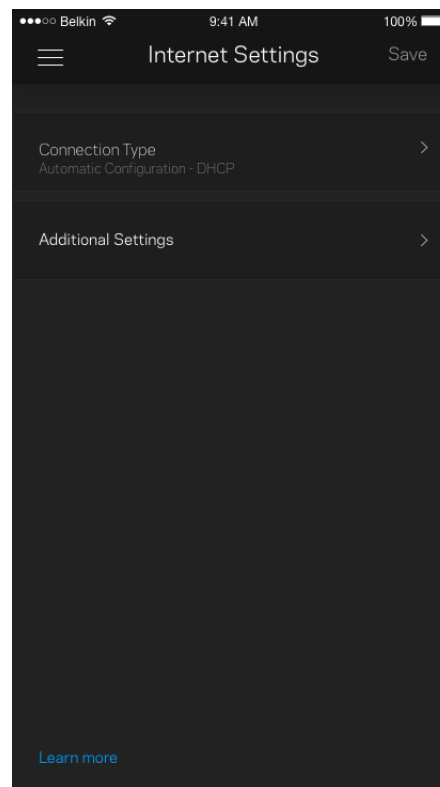 Belkin 9:41 AM 100%
Internet Settings Save
Connection Type
Automatic Configuration - DHCP
Additional Settings
Learn more